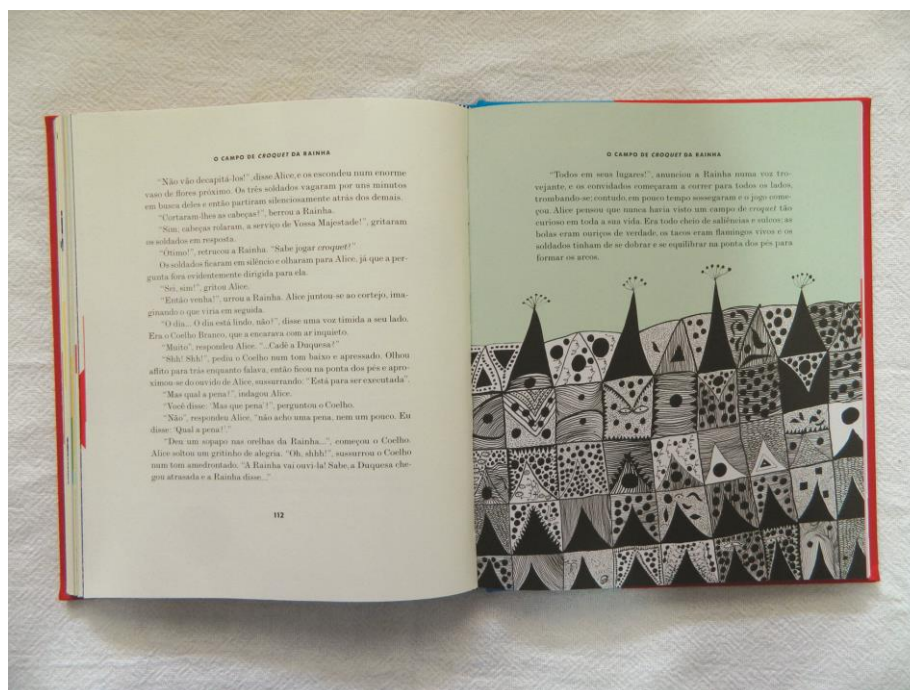 O CAMPO DE CROQUET DA RAINHA
“Não vão decapitá-los!”, disse Alice, e os escondeu num enorme
vaso de flores próximo. Os três soldados vagaram por uns minutos
em busca deles e então partiram silenciosamente atrás dos demais.
“Cortaram-lhes as cabeças?”, berrou a Rainha.
“Sim, cabeças rolaram, a serviço de Vossa Majestade!”, gritaram
os soldados em resposta.
“Ótimo!”, retrucou a Rainha. “Sabe jogar croquet?”
Os soldados ficaram em silêncio e olharam para Alice, já que a per-
gunta fora evidentemente dirigida para ela.
“Sei, sim!”, gritou Alice.
“Então venha!”, urrou a Rainha. Alice juntou-se ao cortejo, ima-
ginando o que viria em seguida.
“O dia... O dia está lindo, não?”, disse uma voz tímida a seu lado.
Era o Coelho Branco, que a encarava com ar inquieto.
“Muito”, respondeu Alice. “...Cadê a Duquesa?”
“Shh! Shh!”, pediu o Coelho num tom baixo e apressado. Olhou
aflito para trás enquanto falava, então ficou na ponta dos pés e apro-
ximou-se do ouvido de Alice, sussurrando: “Está para ser executada”.
“Mas qual a pena?”, indagou Alice.
“Você disse: ‘Mas que pena’?”, perguntou o Coelho.
“Não”, respondeu Alice, “não acho uma pena, nem um pouco. Eu
disse: ‘Qual a pena?’”
“Deu um sopapo nas orelhas da Rainha...”, começou o Coelho.
Alice soltou um gritinho de alegria. “Oh, shhh!”, sussurrou o Coelho
num tom amedrontado. “A Rainha vai ouvi-la! Sabe, a Duquesa che-
gou atrasada e a Rainha disse...”
112
O CAMPO DE CROQUET DA RAINHA
“Todos em seus lugares!”, anunciou a Rainha numa voz tro-
vejante, e os convidados começaram a correr para todos os lados,
trombando-se; contudo, em pouco tempo sossegaram e o jogo come-
çou. Alice pensou que nunca havia visto um campo de croquet tão
curioso em toda a sua vida. Era todo cheio de saliências e sulcos; as
bolas eram ouriços de verdade, os tacos eram flamingos vivos e os
soldados tinham de se dobrar e se equilibrar na ponta dos pés para
formar os arcos.